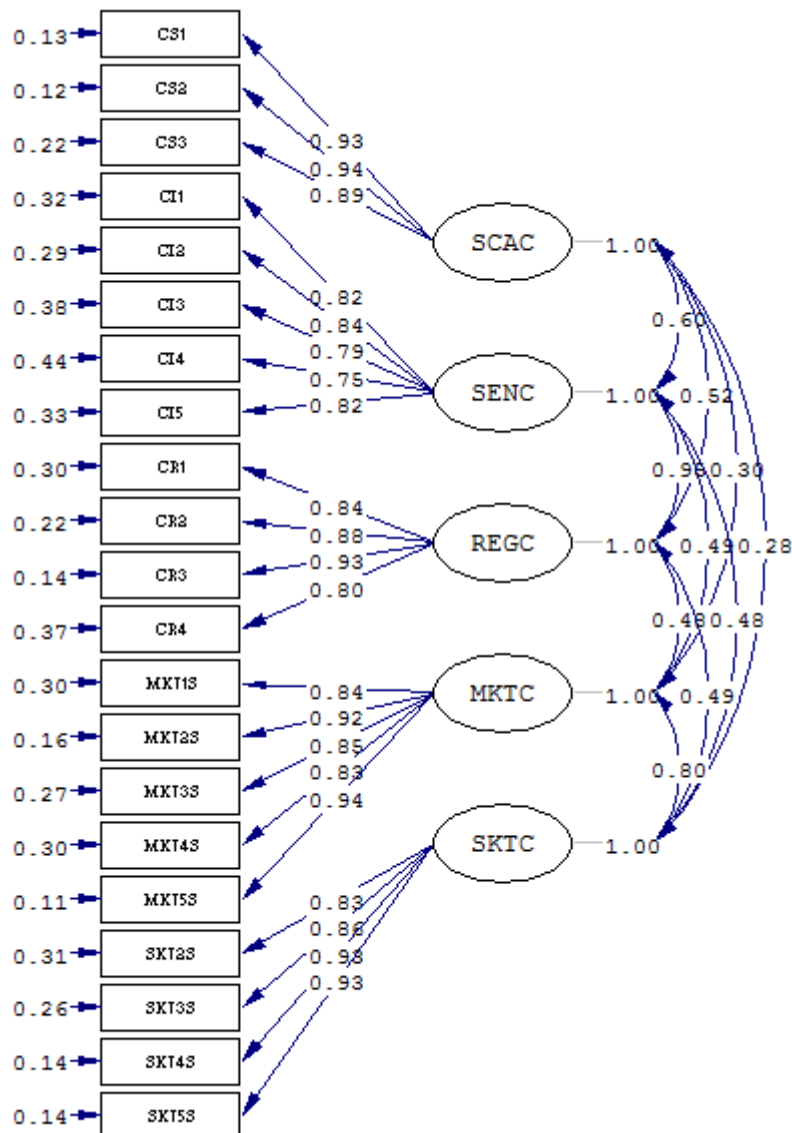 0.13 CS1
0.12 CS2
0.22 CS3
0.32 CI1
0.29 CI2
0.38 CI3
0.44 CI4
0.33 CI5
0.30 CR1
0.22 CR2
0.14 CR3
0.37 CR4
0.30 MKT1S
0.16 MKT2S
0.27 MKT3S
0.30 MKT4S
0.11 MKT5S
0.31 SKT2S
0.26 SKT3S
0.14 SKT4S
0.14 SKT5S
0.93
0.94
0.89
0.82
0.84
0.79
0.75
0.82
0.84
0.88
0.93
0.80
0.84
0.92
0.85
0.83
0.94
0.83
0.86
0.93
0.93
SCAC 1.00
SENC 1.00
REGC 1.00
MKTC 1.00
SKTC 1.00
0.60
0.52
0.30
0.49 0.28
0.48 0.48
0.49
0.80